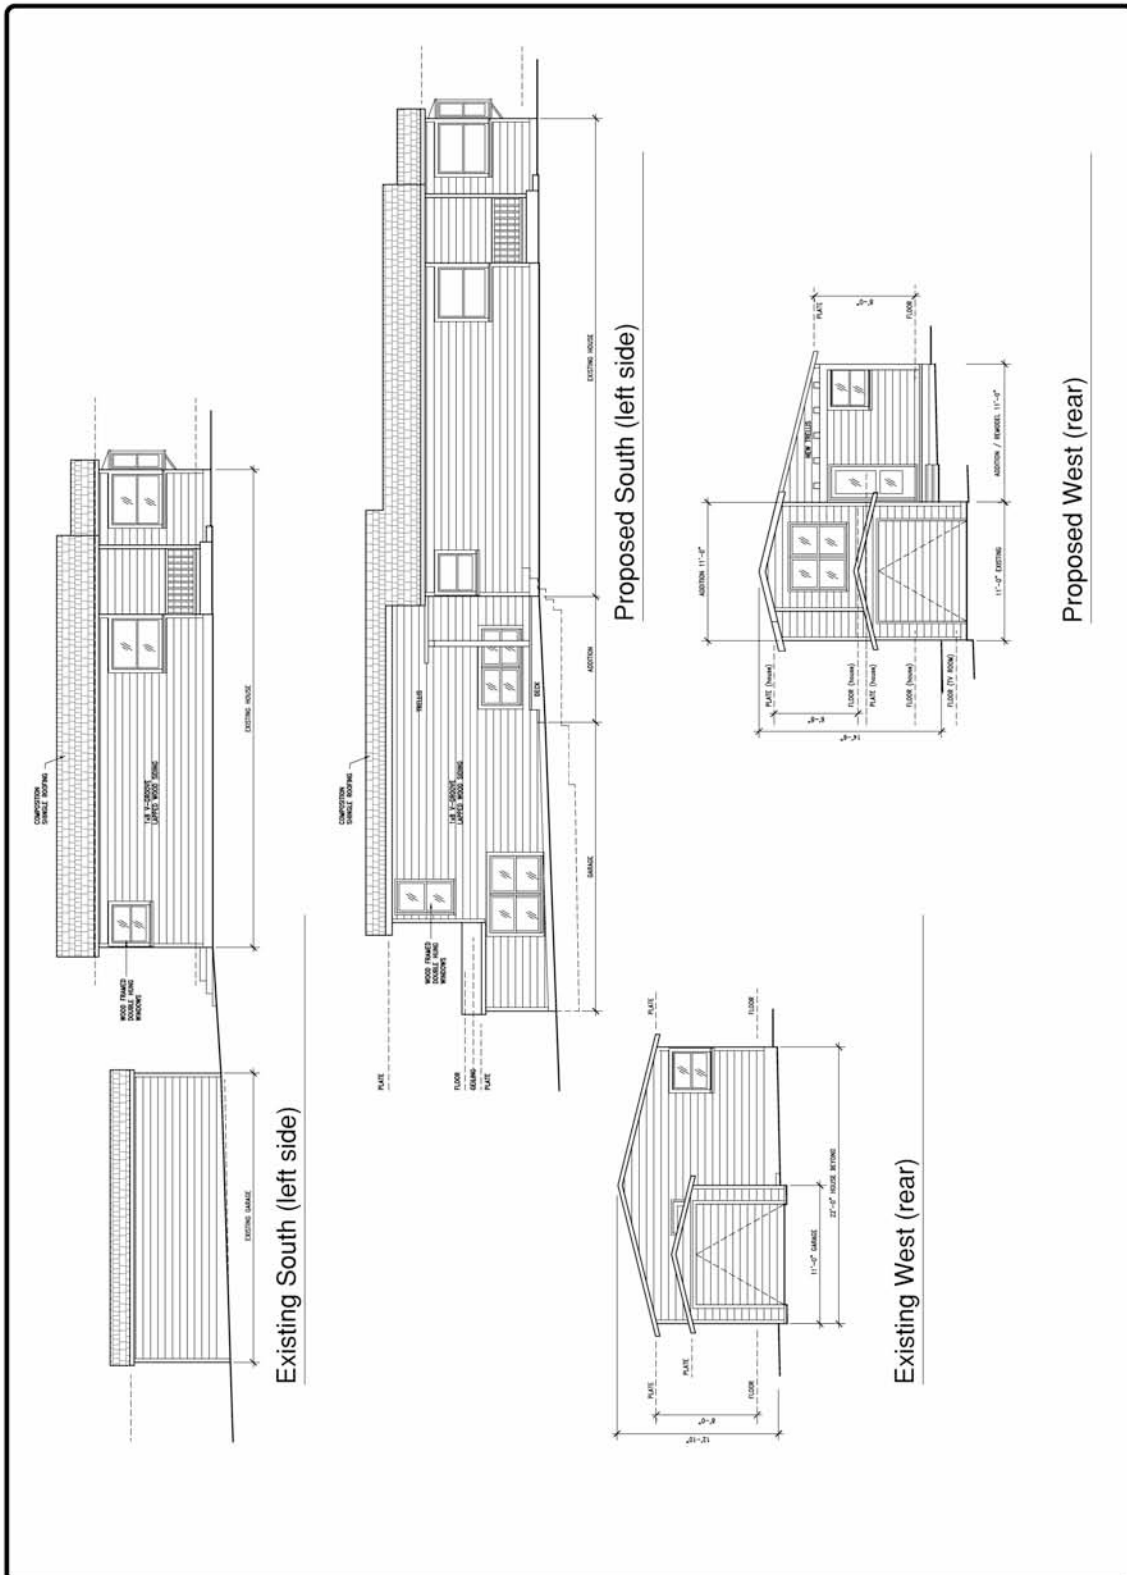 COMPOSITION
SHINGLE ROOFING
1x8 V-GROOVE
LAPPED WOOD SIDING
WOOD FRAMED
DOUBLE HUNG
WINDOWS
EXISTING GARAGE
EXISTING HOUSE
Existing South (left side)
COMPOSITION
SHINGLE ROOFING
TRELLIS
1x8 V-GROOVE
LAPPED WOOD SIDING
WOOD FRAMED
DOUBLE HUNG
WINDOWS
PLATE
FLOOR
CEILING
PLATE
DECK
GARAGE
ADDITION
EXISTING HOUSE
Proposed South (left side)
PLATE
PLATE
FLOOR
PLATE
FLOOR
8'-0"
12'-10"
11'-0" GARAGE
22'-0" HOUSE BEYOND
Existing West (rear)
ADDITION 11'-0"
NEW TRELLIS
PLATE
FLOOR
8'-0"
PLATE (house)
FLOOR (house)
PLATE (house)
FLOOR (house)
FLOOR (TV ROOM)
11'-0" EXISTING
ADDITION / REMODEL 11'-0"
Proposed West (rear)